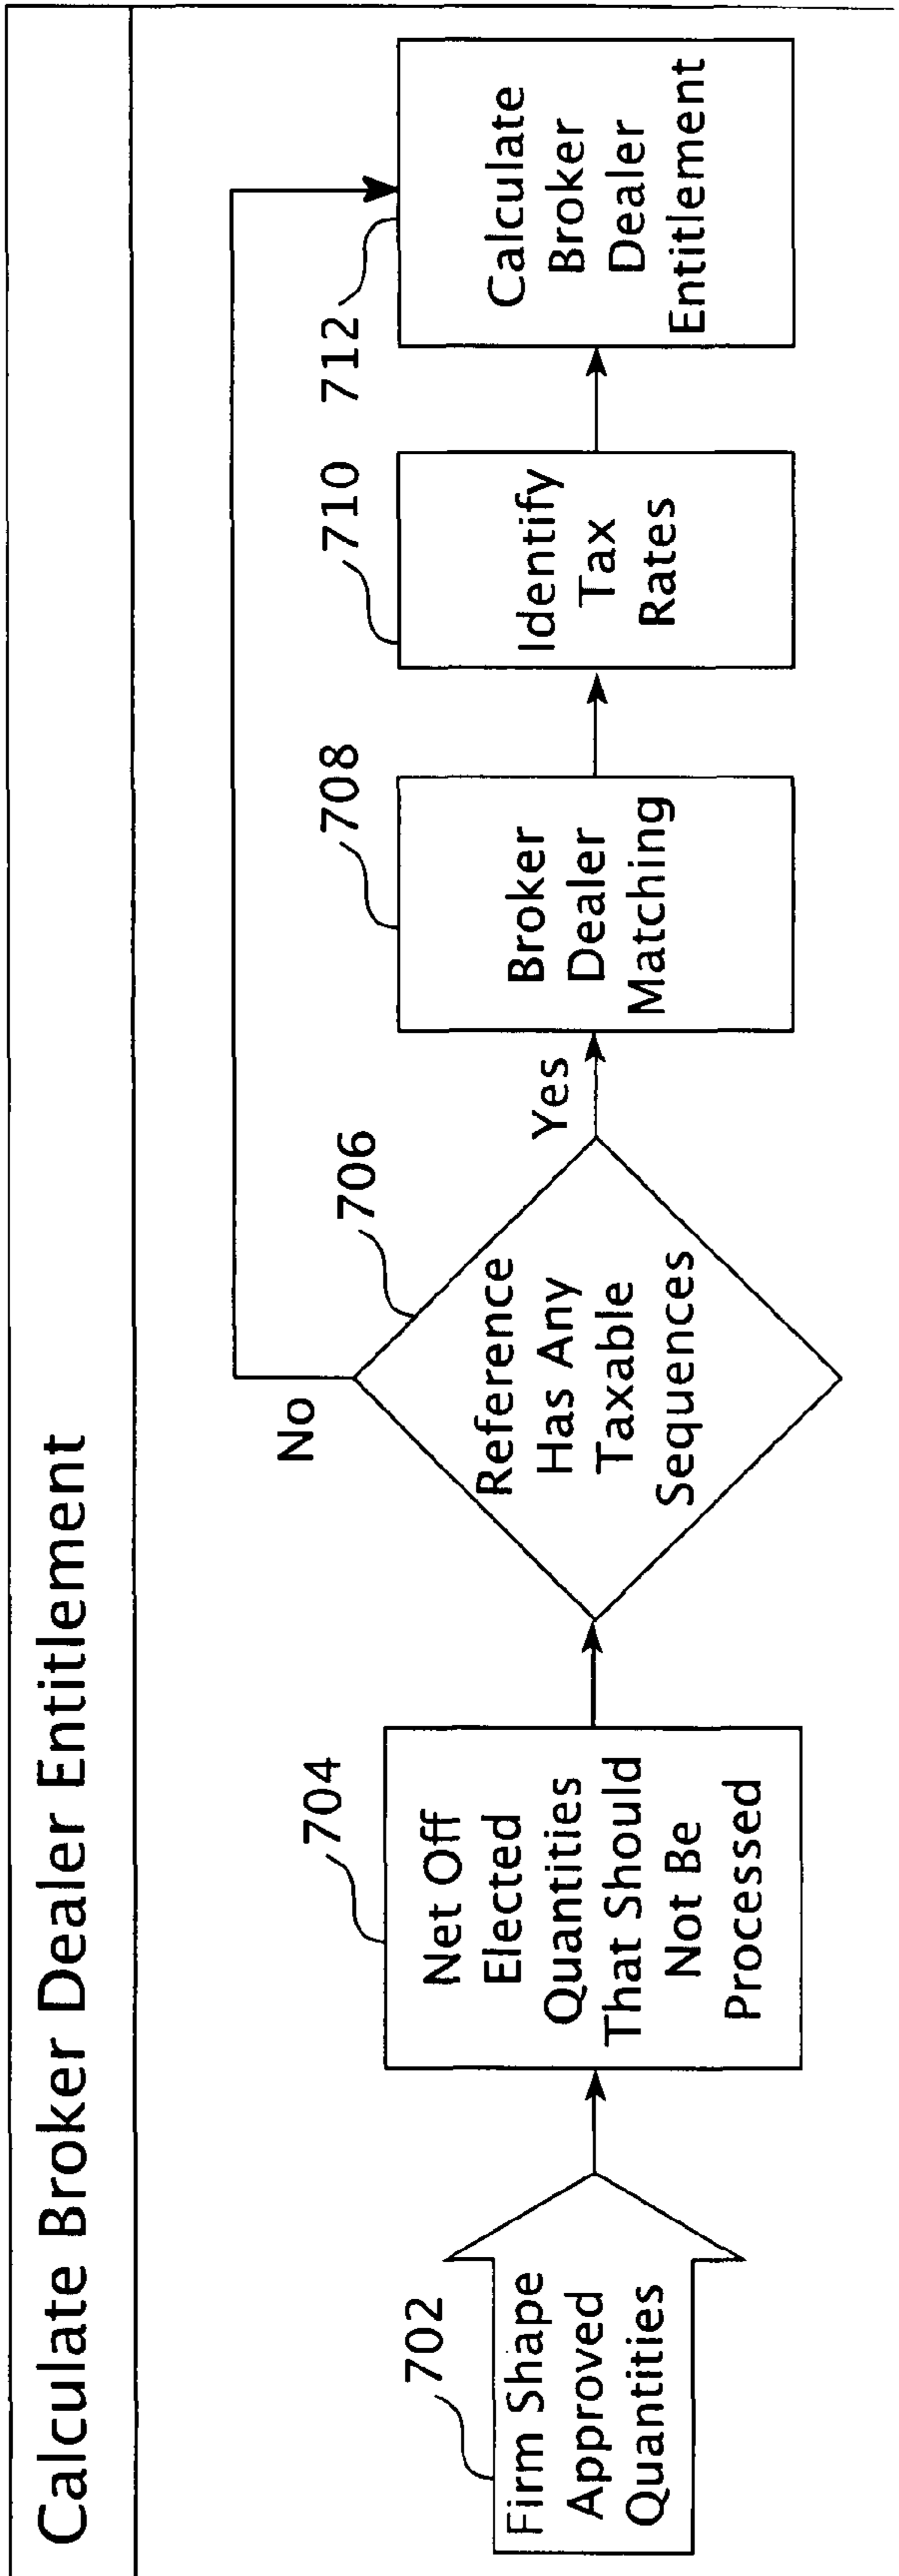 Calculate Broker Dealer Entitlement
702
Firm Shape
Approved
Quantities
704
Net Off
Elected
Quantities
That Should
Not Be
Processed
706
Reference
Has Any
Taxable
Sequences
No
Yes
708
Broker
Dealer
Matching
710
Identify
Tax
Rates
712
Calculate
Broker
Dealer
Entitlement